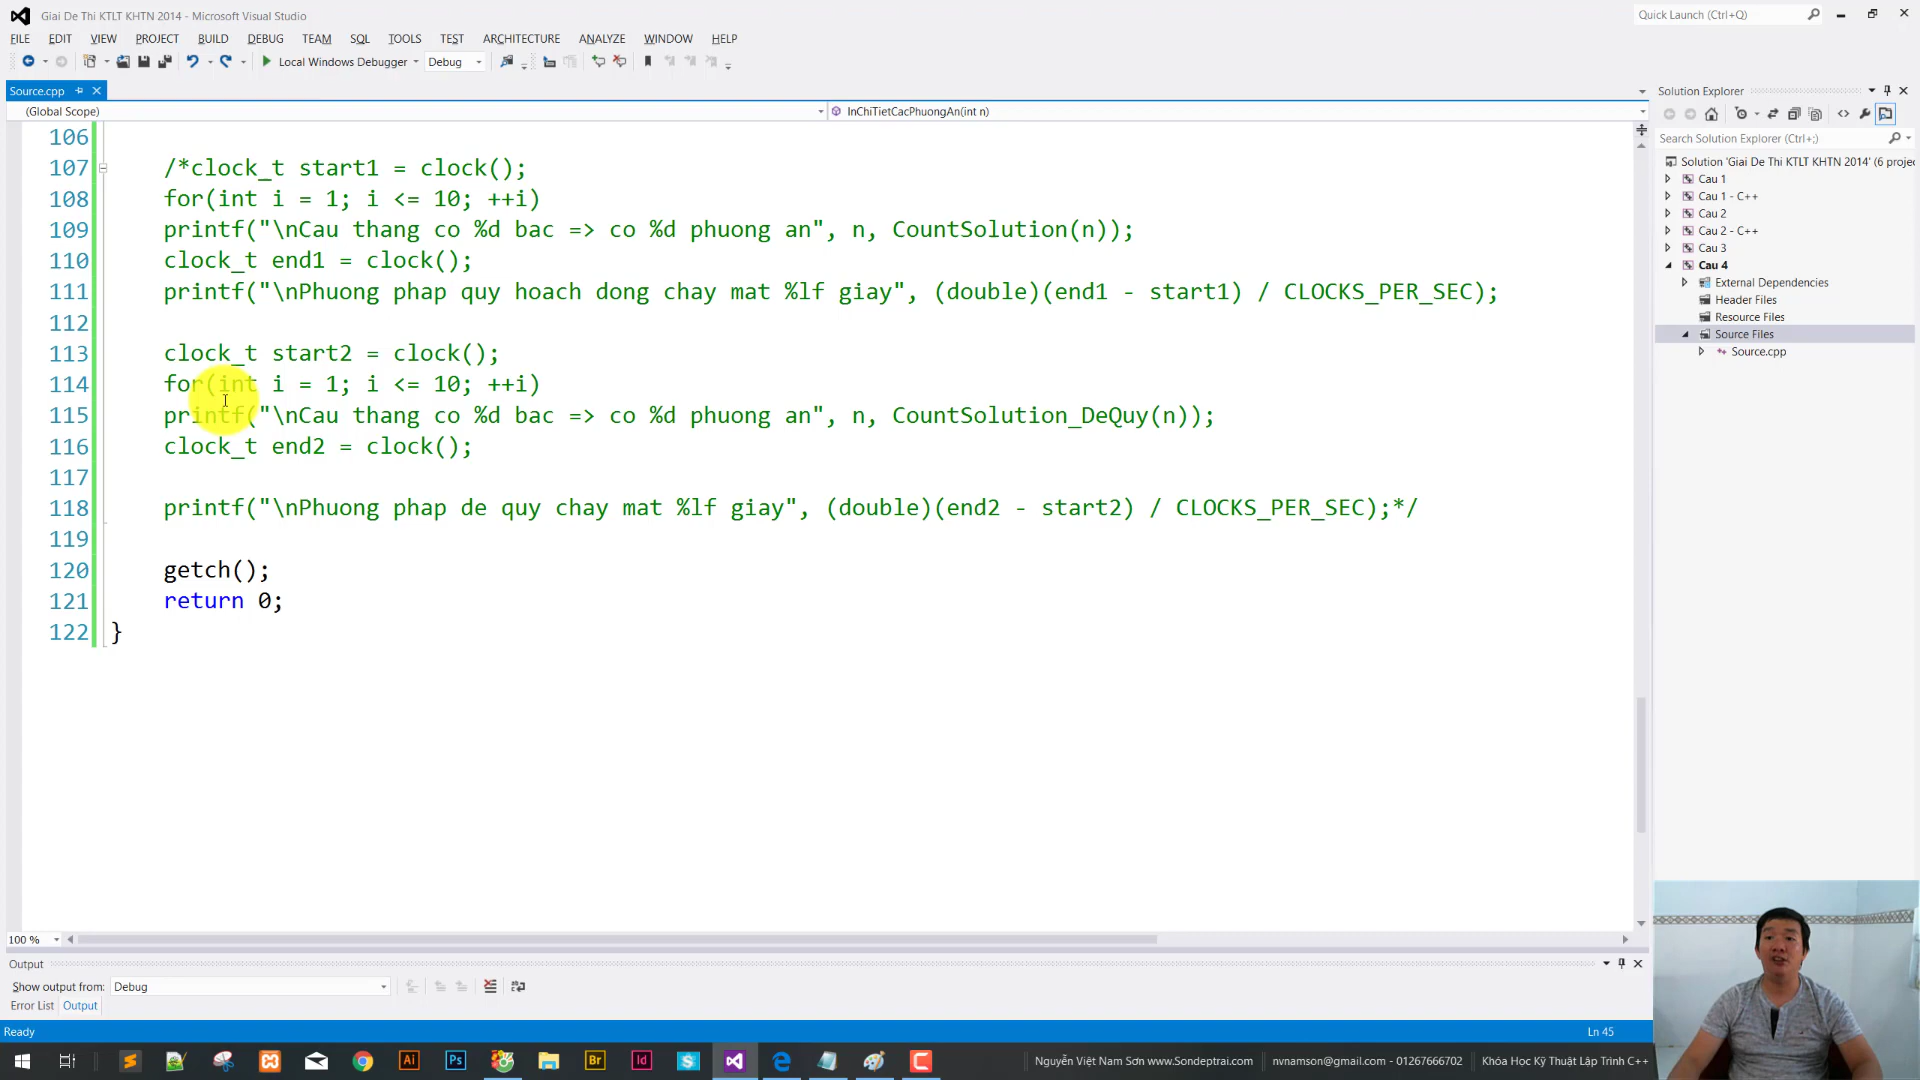 Giai De Thi KTLT KHTN 2014 - Microsoft Visual Studio
Quick Launch (Ctrl+Q)
FILE EDIT VIEW PROJECT BUILD DEBUG TEAM SQL TOOLS TEST ARCHITECTURE ANALYZE WINDOW HELP
Local Windows Debugger Debug
Source.cpp
(Global Scope) InChiTietCacPhuongAn(int n)
106
107 /*clock_t start1 = clock();
108 for(int i = 1; i <= 10; ++i)
109 printf("\nCau thang co %d bac => co %d phuong an", n, CountSolution(n));
110 clock_t end1 = clock();
111 printf("\nPhuong phap quy hoach dong chay mat %lf giay", (double)(end1 - start1) / CLOCKS_PER_SEC);
112
113 clock_t start2 = clock();
114 for(int i = 1; i <= 10; ++i)
115 printf("\nCau thang co %d bac => co %d phuong an", n, CountSolution_DeQuy(n));
116 clock_t end2 = clock();
117
118 printf("\nPhuong phap de quy chay mat %lf giay", (double)(end2 - start2) / CLOCKS_PER_SEC);*/
119
120 getch();
121 return 0;
122 }
100 %
Solution Explorer
Search Solution Explorer (Ctrl+;)
Solution 'Giai De Thi KTLT KHTN 2014' (6 projec
Cau 1
Cau 1 - C++
Cau 2
Cau 2 - C++
Cau 3
Cau 4
External Dependencies
Header Files
Resource Files
Source Files
Source.cpp
Output
Show output from: Debug
Error List Output
Ready Ln 45
Ai Ps Br Id
Nguyễn Việt Nam Sơn www.Sondeptrai.com nvnamson@gmail.com - 01267666702 Khóa Học Kỹ Thuật Lập Trình C++